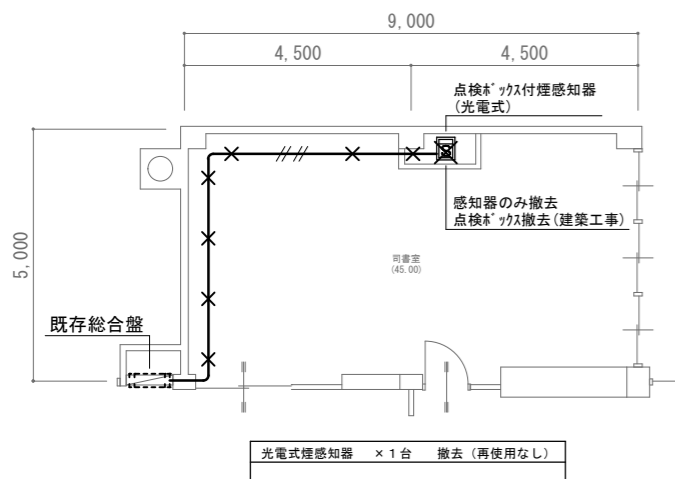 9,000
4,500
4,500
点検ﾎﾞｯｸｽ付煙感知器
(光電式)
5,000
感知器のみ撤去
点検ﾎﾞｯｸｽ撤去(建築工事)
司書室
(45.00)
既存総合盤
光電式煙感知器 ×1台 撤去(再使用なし)